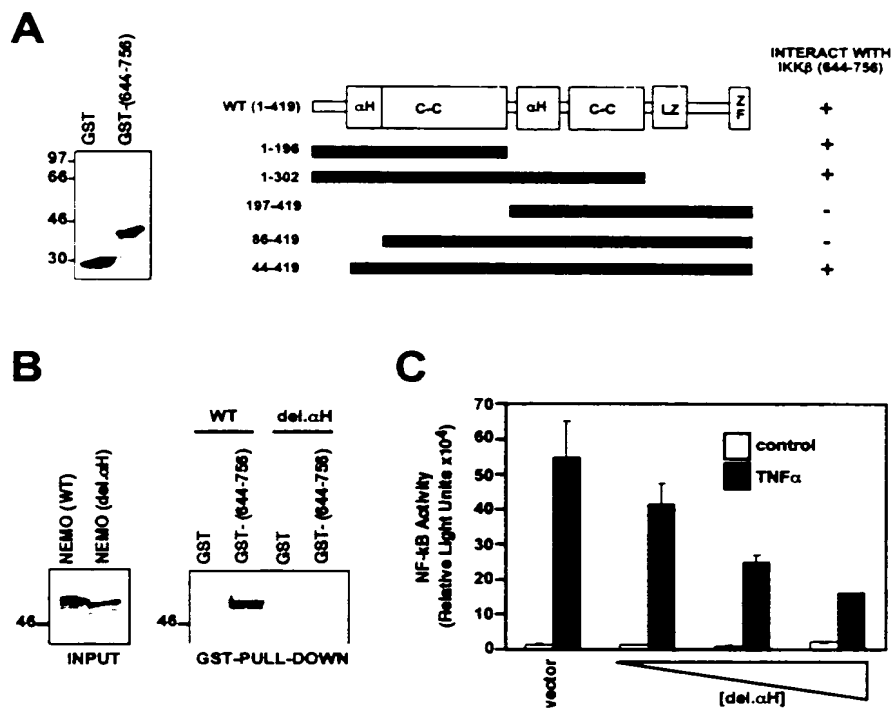 A
GST
GST-(644-756)
97
66
46
30
INTERACT WITH
IKKβ (644-756)
WT (1-419)
αH
C-C
αH
C-C
LZ
ZF
+
1-196
+
1-302
+
197-419
-
86-419
-
44-419
+
B
NEMO (WT)
NEMO (del.αH)
46
INPUT
WT
del.αH
GST
GST- (644-756)
GST
GST- (644-756)
46
GST-PULL-DOWN
C
NF-kB Activity
(Relative Light Units x10⁻⁴)
70
60
50
40
30
20
10
0
control
TNFα
vector
[del.αH]